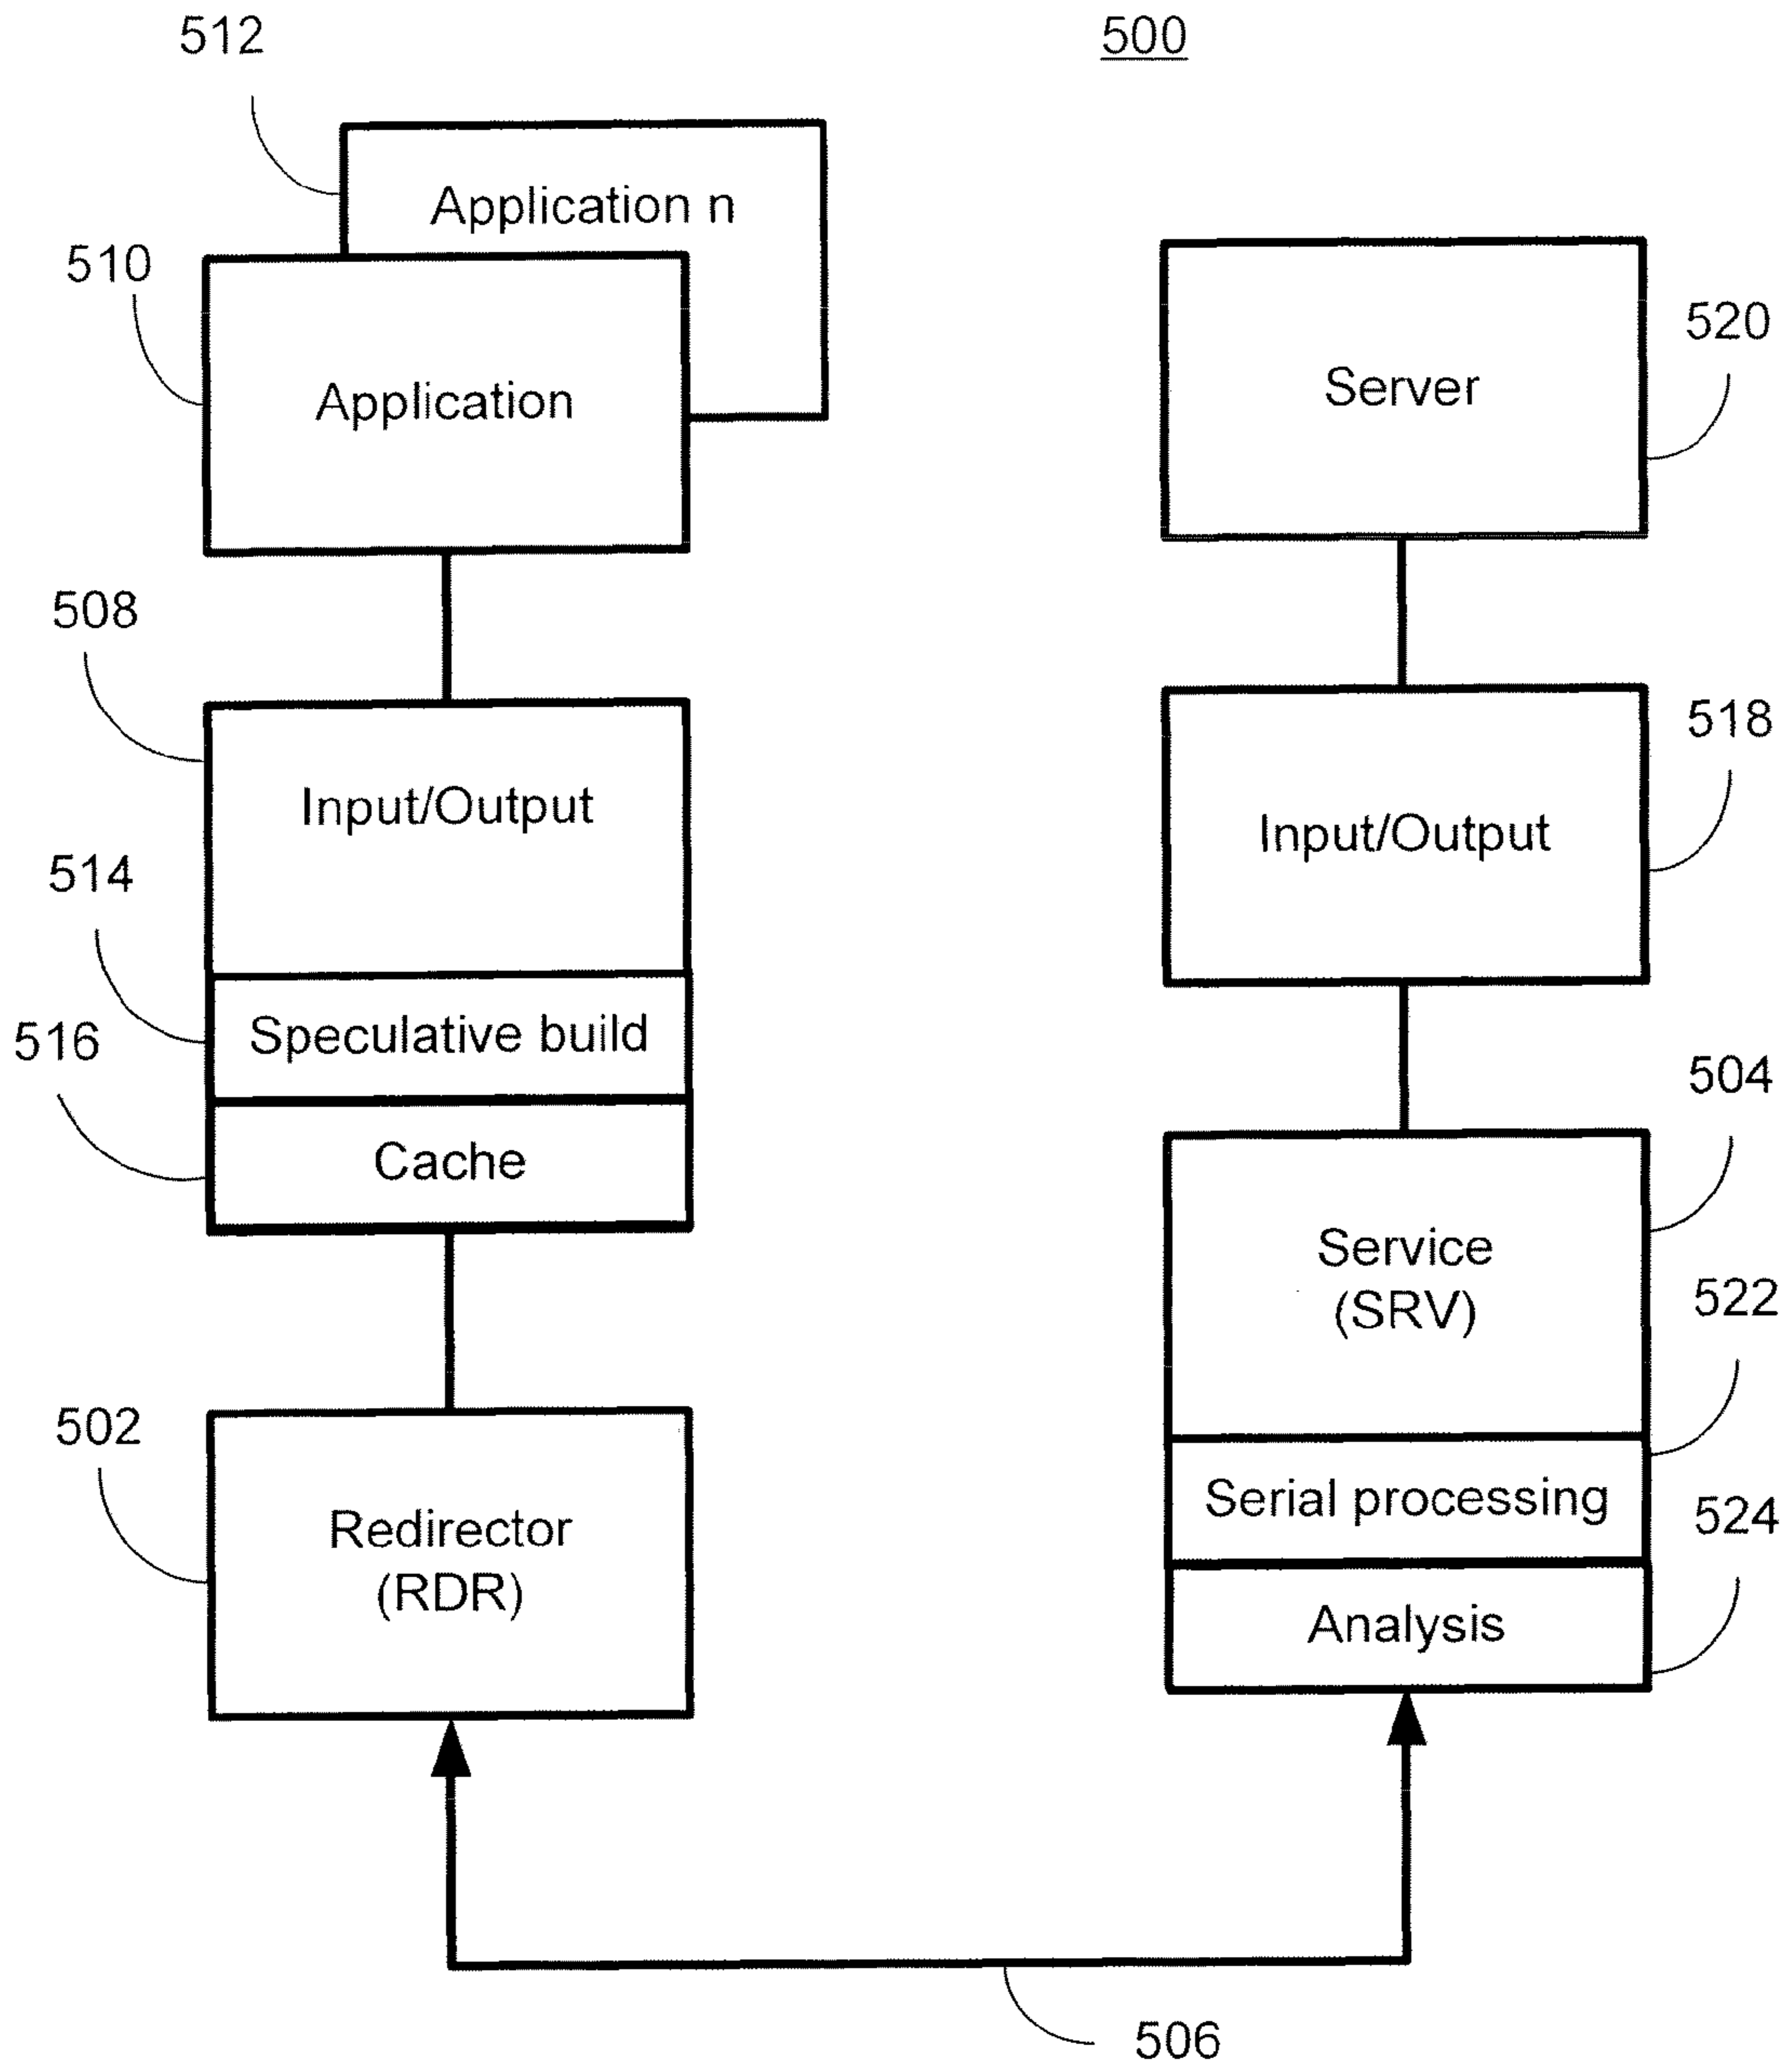 512
500
Application n
510
Application
520
Server
508
Input/Output
518
Input/Output
514
Speculative build
516
Cache
504
Service
(SRV)
522
Serial processing
524
Analysis
502
Redirector
(RDR)
506